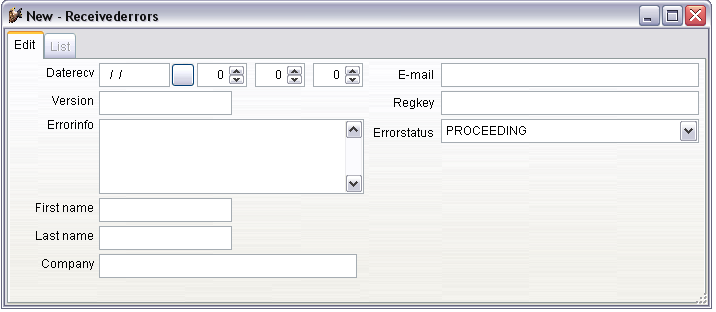 New - Receivederrors
Edit List
Daterecv / / 0 0 0 E-mail
Version Regkey
Errorinfo Errorstatus PROCEEDING
First name
Last name
Company